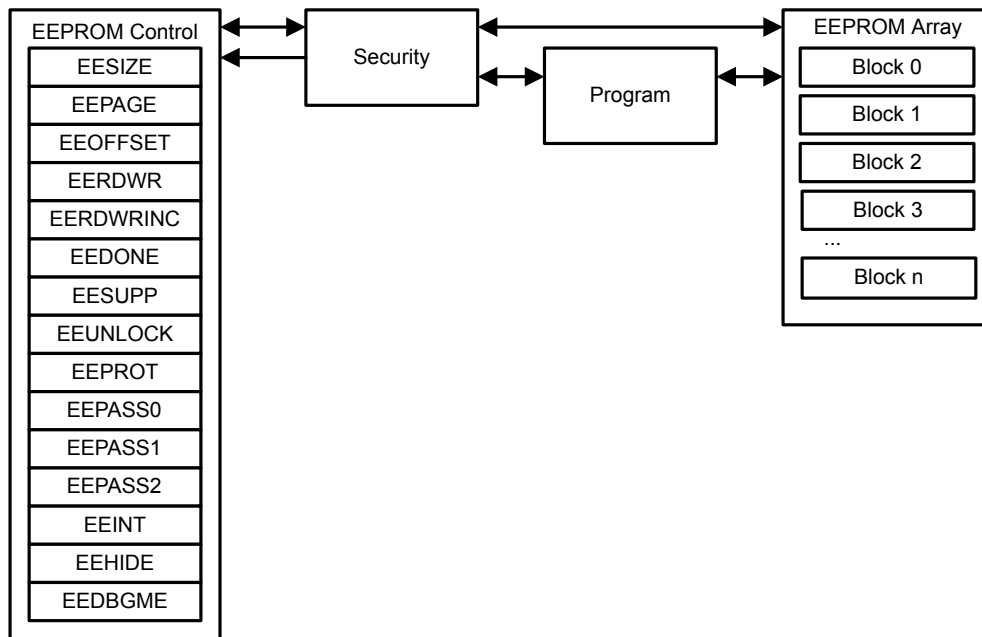 EEPROM Control
EESIZE
EEPAGE
EEOFFSET
EERDWR
EERDWRINC
EEDONE
EESUPP
EEUNLOCK
EEPROT
EEPASS0
EEPASS1
EEPASS2
EEINT
EEHIDE
EEDBGME
Security
Program
EEPROM Array
Block 0
Block 1
Block 2
Block 3
...
Block n